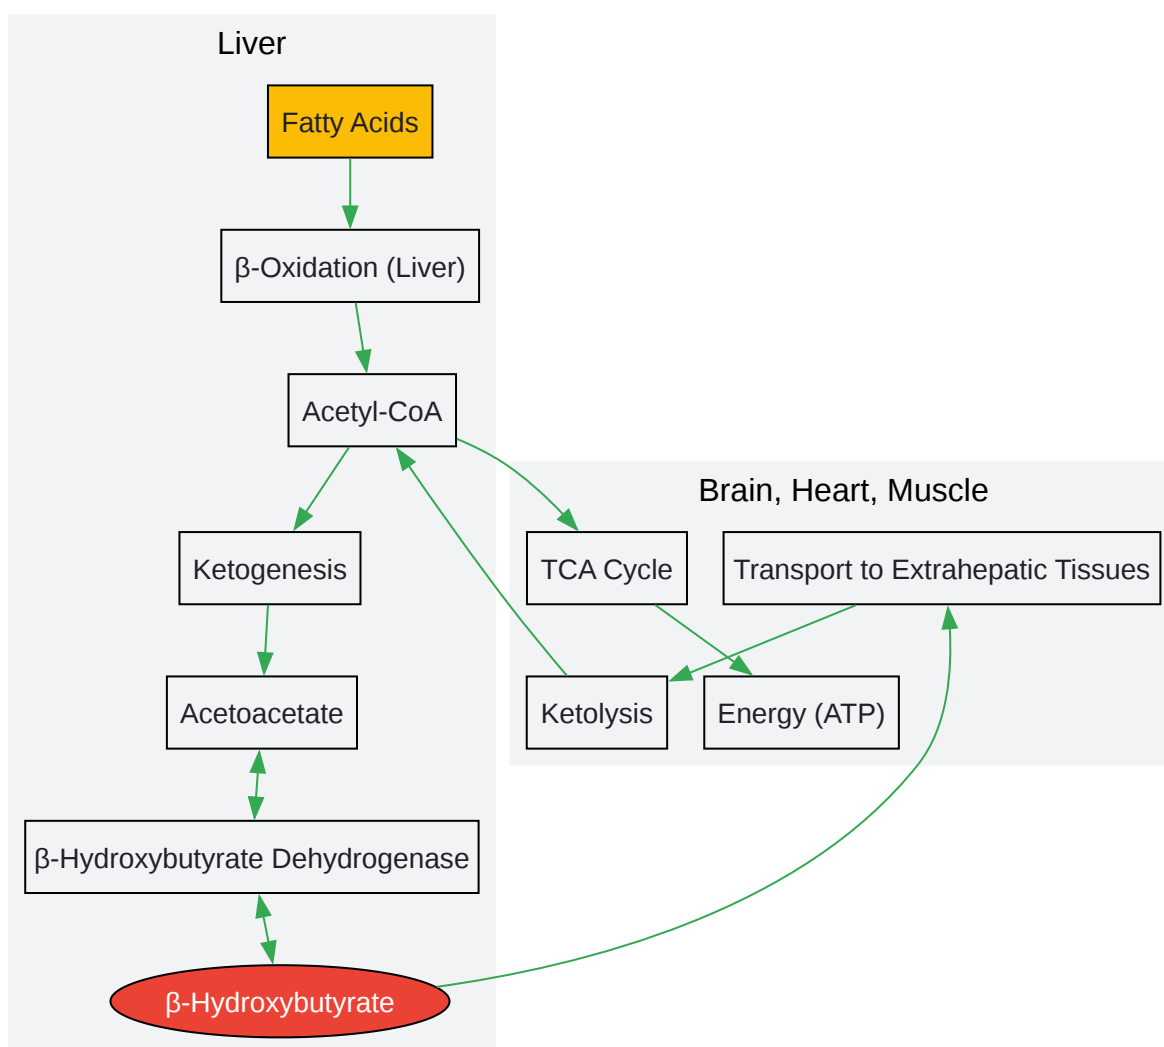 Liver
Fatty Acids
β-Oxidation (Liver)
Acetyl-CoA
Brain, Heart, Muscle
Ketogenesis
TCA Cycle
Transport to Extrahepatic Tissues
Acetoacetate
Ketolysis
Energy (ATP)
β-Hydroxybutyrate Dehydrogenase
β-Hydroxybutyrate